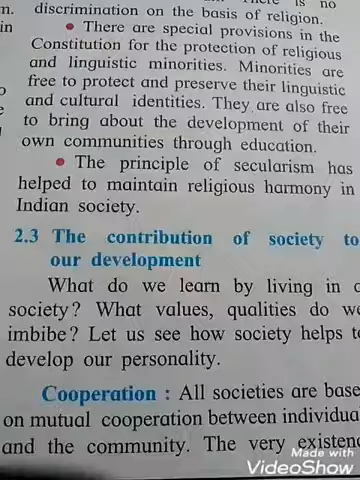 is no
n. discrimination on the basis of religion.
in • There are special provisions in the
Constitution for the protection of religious
and linguistic minorities. Minorities are
free to protect and preserve their linguistic
and cultural identities. They are also free
to bring about the development of their
own communities through education.
• The principle of secularism has
helped to maintain religious harmony in
Indian society.
2.3 The contribution of society to
our development
What do we learn by living in
society? What values, qualities do
imbibe? Let us see how society helps
develop our personality.
Cooperation : All societies are
on mutual cooperation between
and the community. The very
Made with
VideoShow